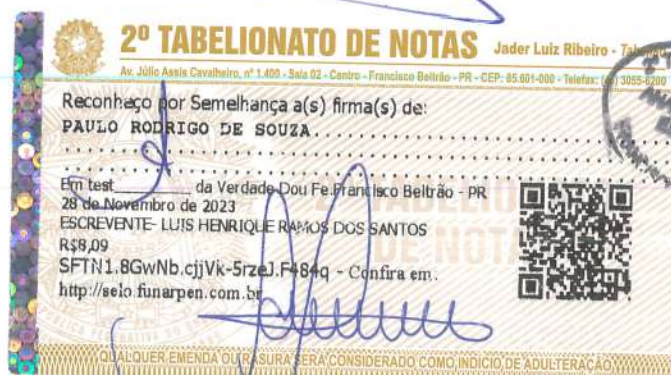 2º TABELIONATO DE NOTAS Jader Luiz Ribeiro -
Av. Júlio Assis Cavalheiro, nº 1.400 - Sala 02 - Centro - Francisco Beltrão - PR - CEP: 85.601-000 - Telefax: 3055-6200
Reconheço por Semelhança a(s) firma(s) de:
PAULO RODRIGO DE SOUZA
Em test________ da Verdade-Dou Fe.Francisco Beltrão - PR
28 de Novembro de 2023
ESCREVENTE- LUIS HENRIQUE RAMOS DOS SANTOS
R$8,09
SFTN1.8GwNb.cjjVk-5rzeJ.F484q - Confira em.
http://selo.funarpen.com.br
QUALQUER EMENDA OU RASURA SERÁ CONSIDERADO COMO INDÍCIO DE ADULTERAÇÃO